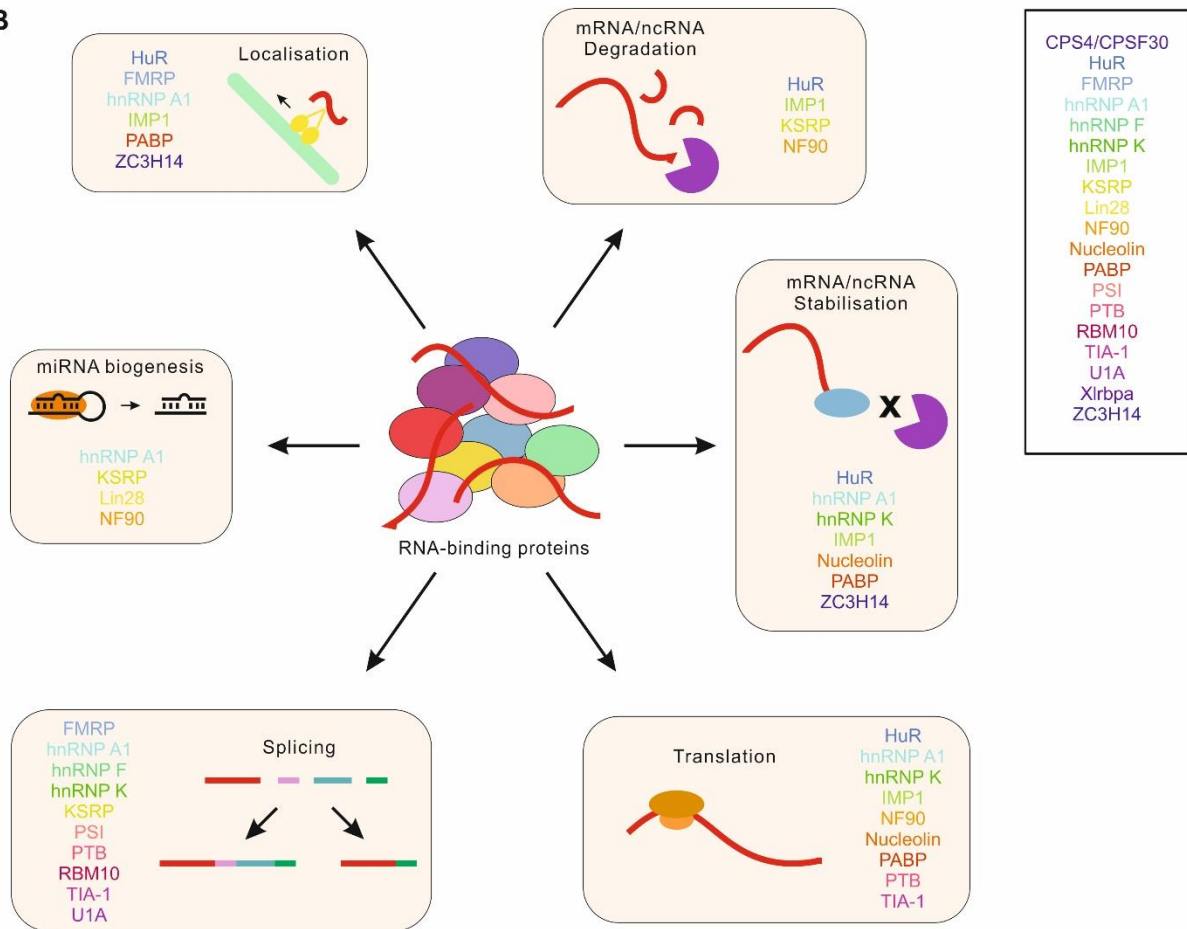 B
HuR
FMRP
hnRNP A1
IMP1
PABP
ZC3H14
Localisation
mRNA/ncRNA
Degradation
HuR
IMP1
KSRP
NF90
CPS4/CPSF30
HuR
FMRP
hnRNP A1
hnRNP F
hnRNP K
IMP1
KSRP
Lin28
NF90
Nucleolin
PABP
PSI
PTB
RBM10
TIA-1
U1A
Xlrbpa
ZC3H14
miRNA biogenesis
hnRNP A1
KSRP
Lin28
NF90
RNA-binding proteins
mRNA/ncRNA
Stabilisation
X
HuR
hnRNP A1
hnRNP K
IMP1
Nucleolin
PABP
ZC3H14
FMRP
hnRNP A1
hnRNP F
hnRNP K
KSRP
PSI
PTB
RBM10
TIA-1
U1A
Splicing
Translation
HuR
hnRNP A1
hnRNP K
IMP1
NF90
Nucleolin
PABP
PTB
TIA-1